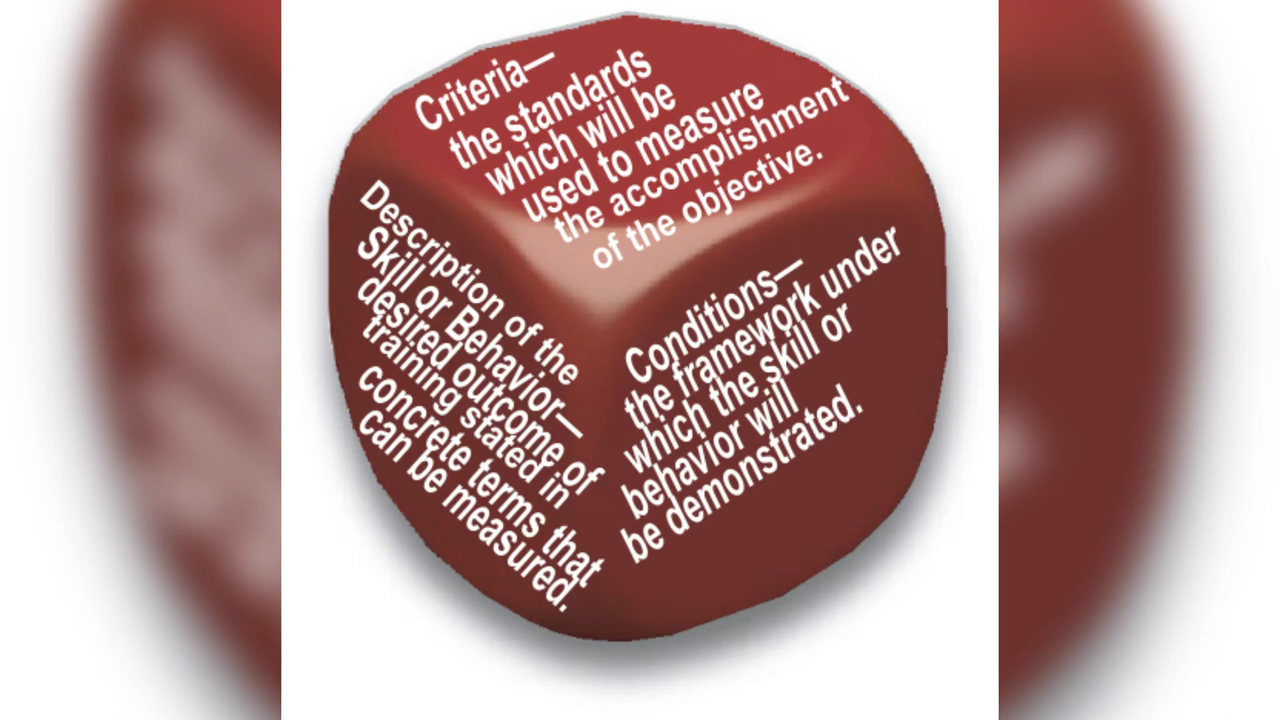 Criteria—
the standards
which will be
used to measure
the accomplishment
of the objective.
Description of the
Skill or Behavior—
desired outcome of
training stated in
concrete terms that
can be measured.
Conditions—
the framework under
which the skill or
behavior will
be demonstrated.